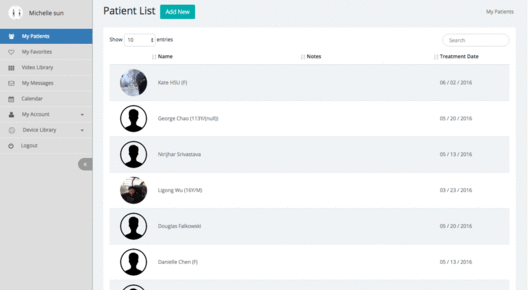 Michelle sun
My Patients
My Favorites
Video Library
My Messages
Calendar
My Account
Device Library
Logout
«
Patient List Add New
My Patients
Show 10 entries
Search
Name Notes Treatment Date
Kate HSU (F) 06 / 02 / 2016
George Chao (113Y/(null)) 05 / 20 / 2016
Nirjhar Srivastava 05 / 13 / 2016
Ligong Wu (16Y/M) 03 / 23 / 2016
Douglas Falkowski 05 / 20 / 2016
Danielle Chen (F) 05 / 13 / 2016